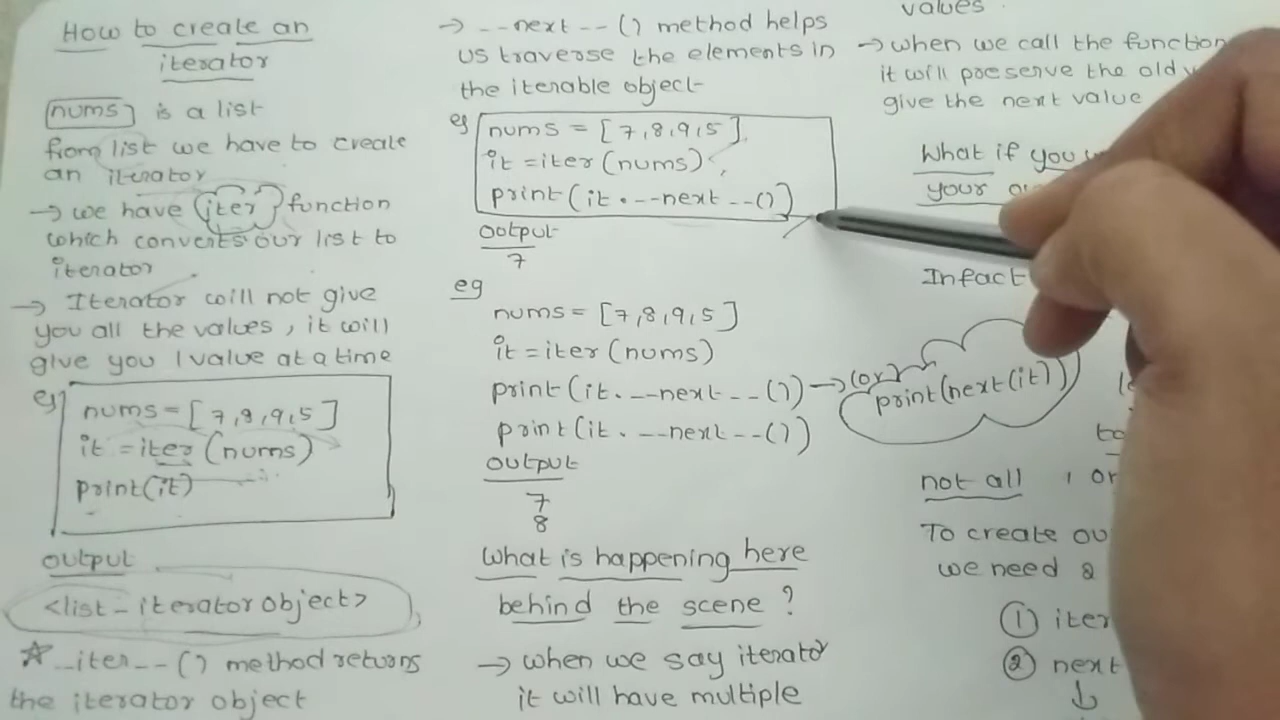 How to create an
iterator
nums is a list
from list we have to create
an iterator
→ we have iter function
which converts our list to
iterator
→ Iterator will not give
you all the values, it will
give you 1 value at a time
eg
nums = [7,8,9,5]
it = iter (nums)
print(it)
output
<list-iterator object>
☆ __iter__() method returns
the iterator object
→ __next__() method helps
us traverse the elements in
the iterable object
eg
nums = [7,8,9,5]
it = iter (nums)
print(it.__next__())
Output
7
eg
nums = [7,8,9,5]
it = iter (nums)
print(it.__next__()) → (or) print(next(it))
print(it.__next__())
Output
7
8
What is happening here
behind the scene?
→ when we say iterator
it will have multiple
values.
→ when we call the function
it will preserve the old
give the next value
What if you
your
Infact
not all , or
To create
we need 2
① iter
② next
↓